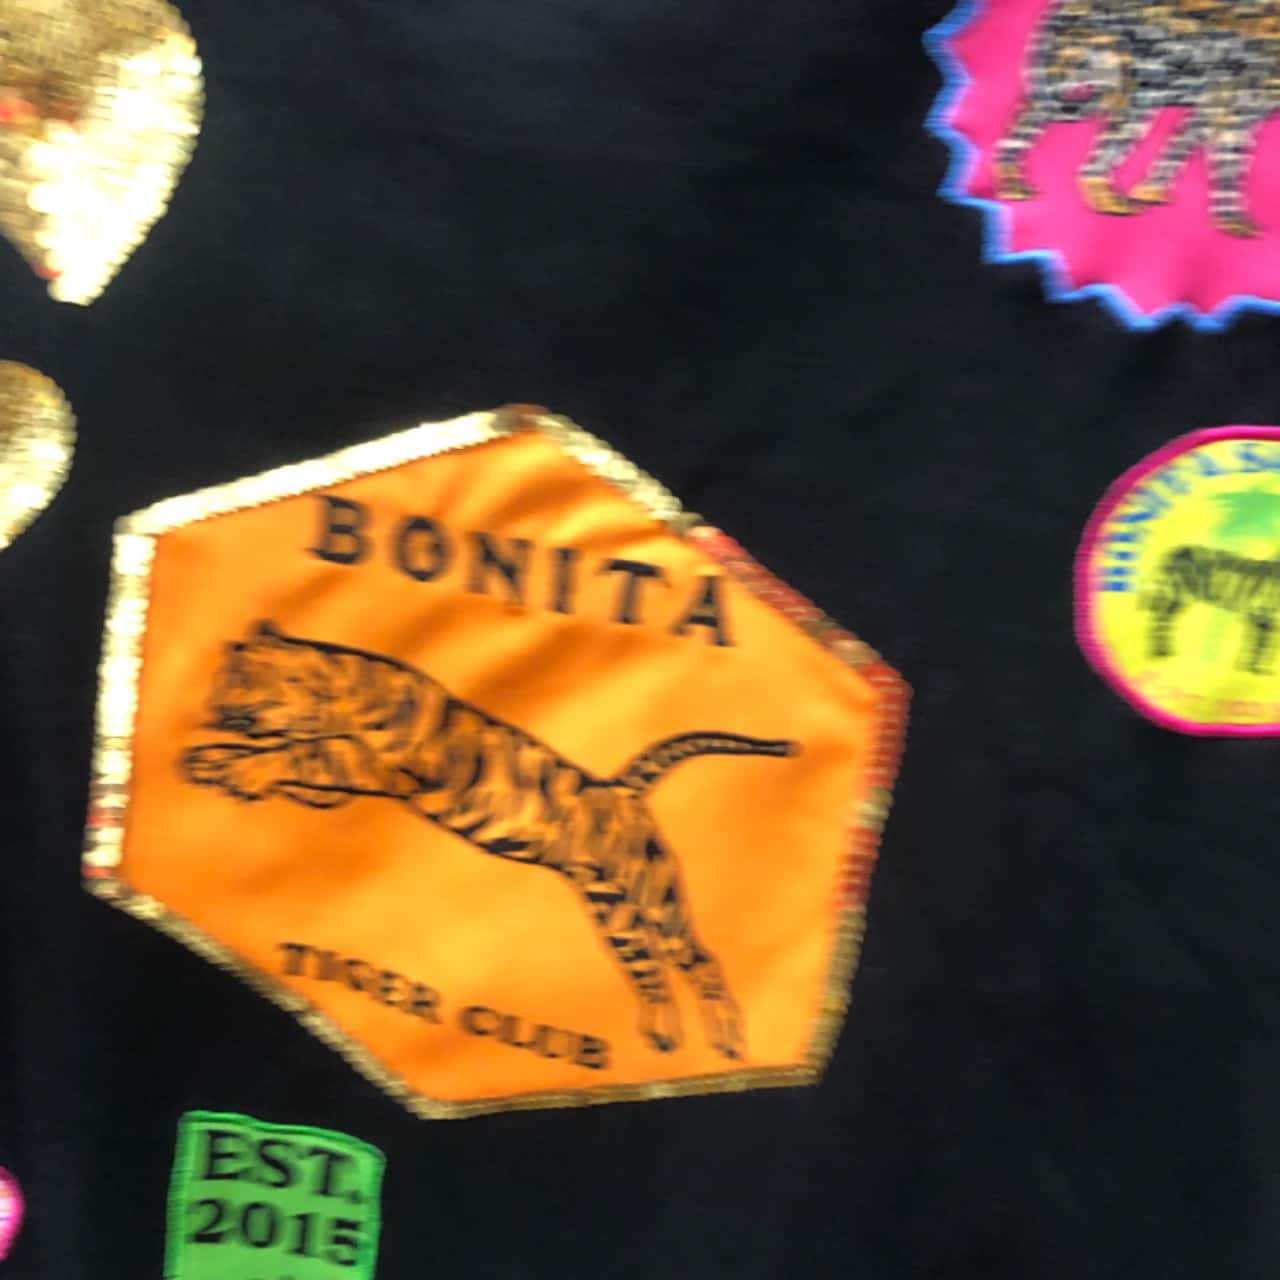 BONITA
TIGER CLUB
EST.
2015